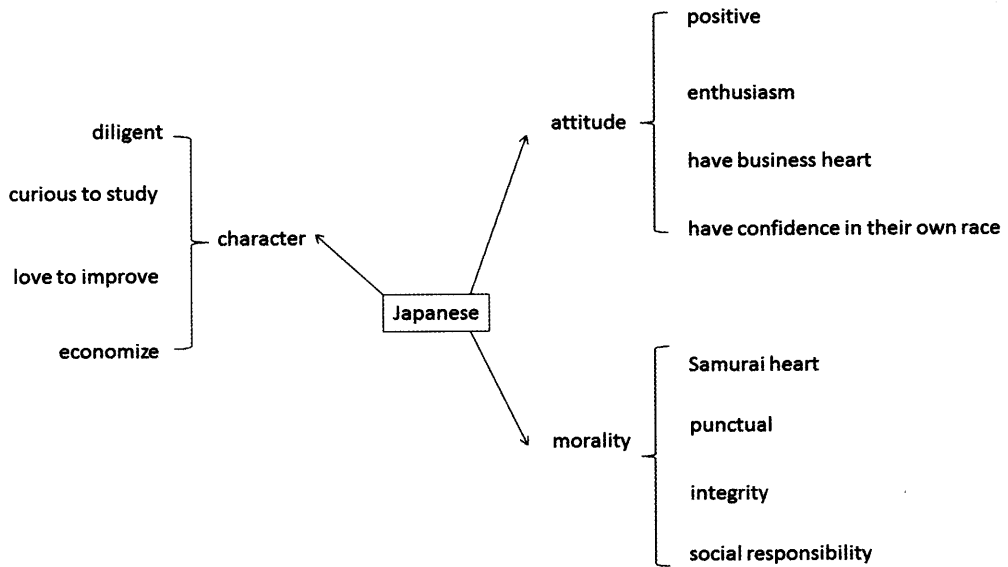 Japanese
character
diligent
curious to study
love to improve
economize
attitude
positive
enthusiasm
have business heart
have confidence in their own race
morality
Samurai heart
punctual
integrity
social responsibility